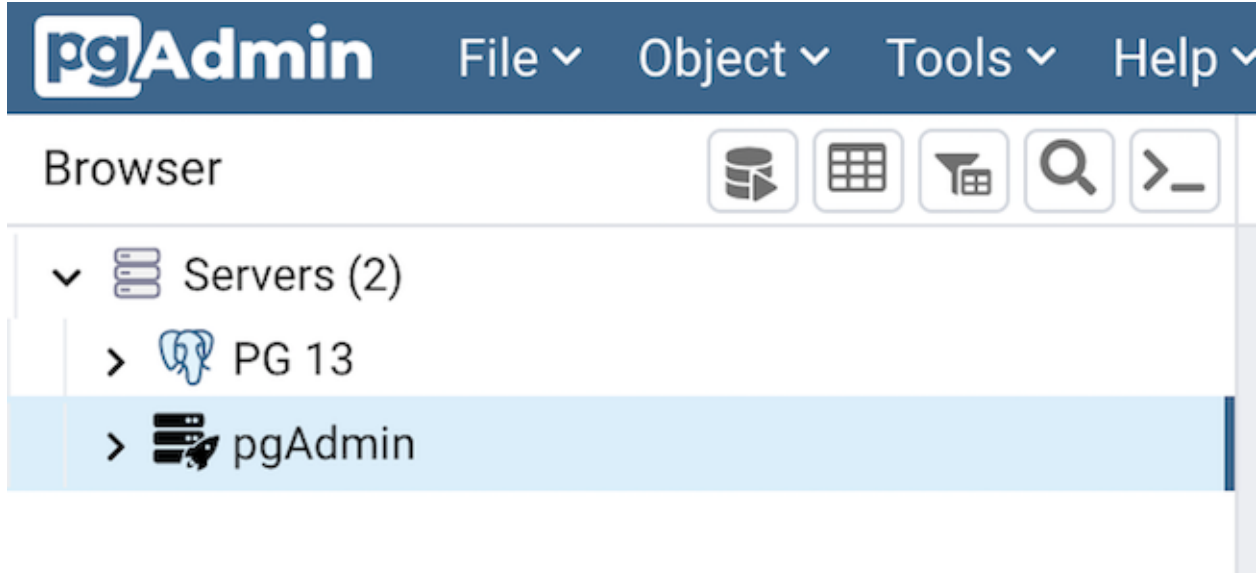 pgAdmin File Object Tools Help
Browser
Servers (2)
PG 13
pgAdmin